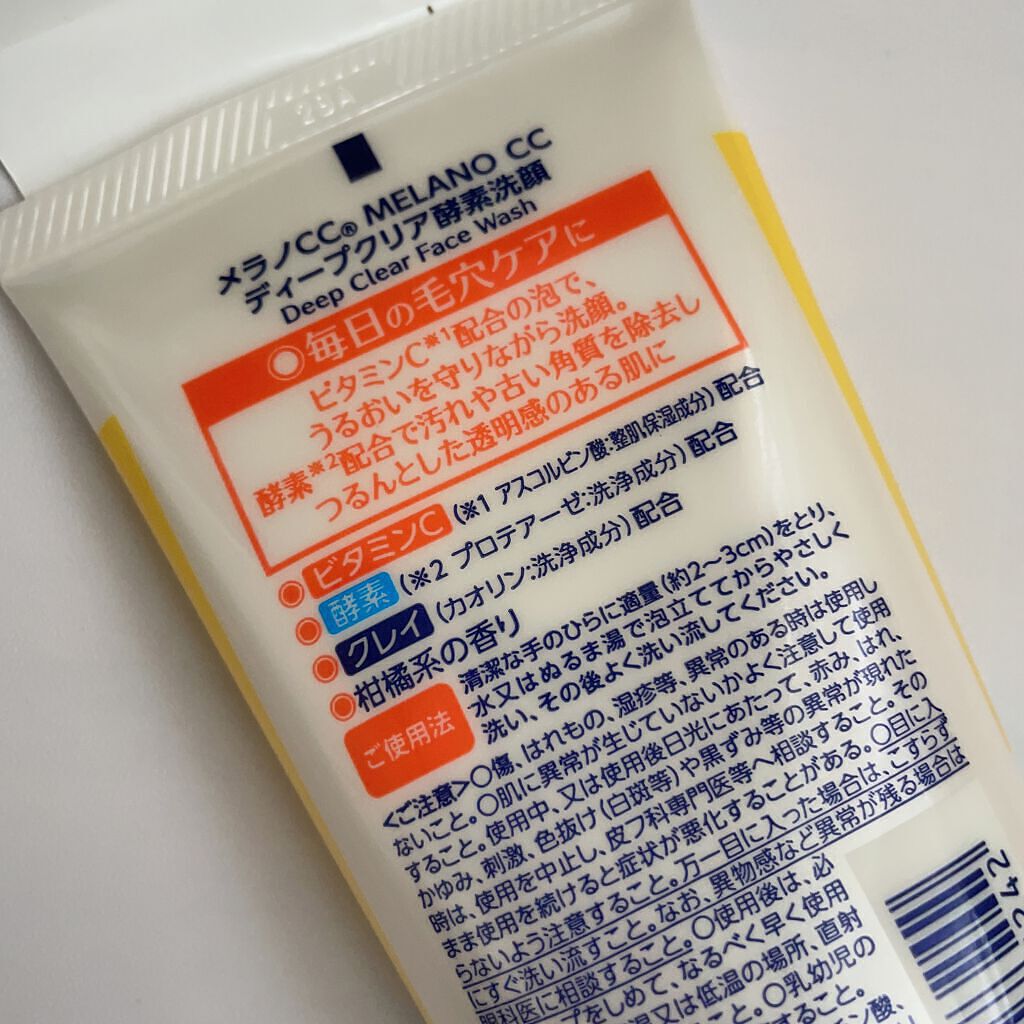 23A
メラノCC® MELANO CC
ディープクリア酵素洗顔
Deep Clear Face Wash
◎毎日の毛穴ケアに
ビタミンC※1配合の泡で、
うるおいを守りながら洗顔。
酵素※2配合で汚れや古い角質を除去し
つるんとした透明感のある肌に
◉ビタミンC(※1 アスコルビン酸:整肌保湿成分)配合
◉酵素(※2 プロテアーゼ:洗浄成分)配合
◉クレイ(カオリン:洗浄成分)配合
◉柑橘系の香り
ご使用法
清潔な手のひらに適量(約2〜3cm)をとり、
水又はぬるま湯で泡立ててからやさしく
洗い、その後よく洗い流してください。
<ご注意>○傷、はれもの、湿疹等、異常のある時は使用し
ないこと。○肌に異常が生じていないかよく注意して使用
すること。使用中、又は使用後日光にあたって、赤み、はれ、
かゆみ、刺激、色抜け(白斑等)や黒ずみ等の異常が現れた
時は、使用を中止し、皮フ科専門医等へ相談すること。その
まま使用を続けると症状が悪化することがある。○目に入
らないよう注意すること。万一目に入った場合は、こすらず
にすぐ洗い流すこと。なお、異物感など異常が残る場合は、
眼科医に相談すること。○使用後は、必
プをしめて、なるべく早く使用
温又は低温の場所、直射
すること。○乳幼児の
ン酸、